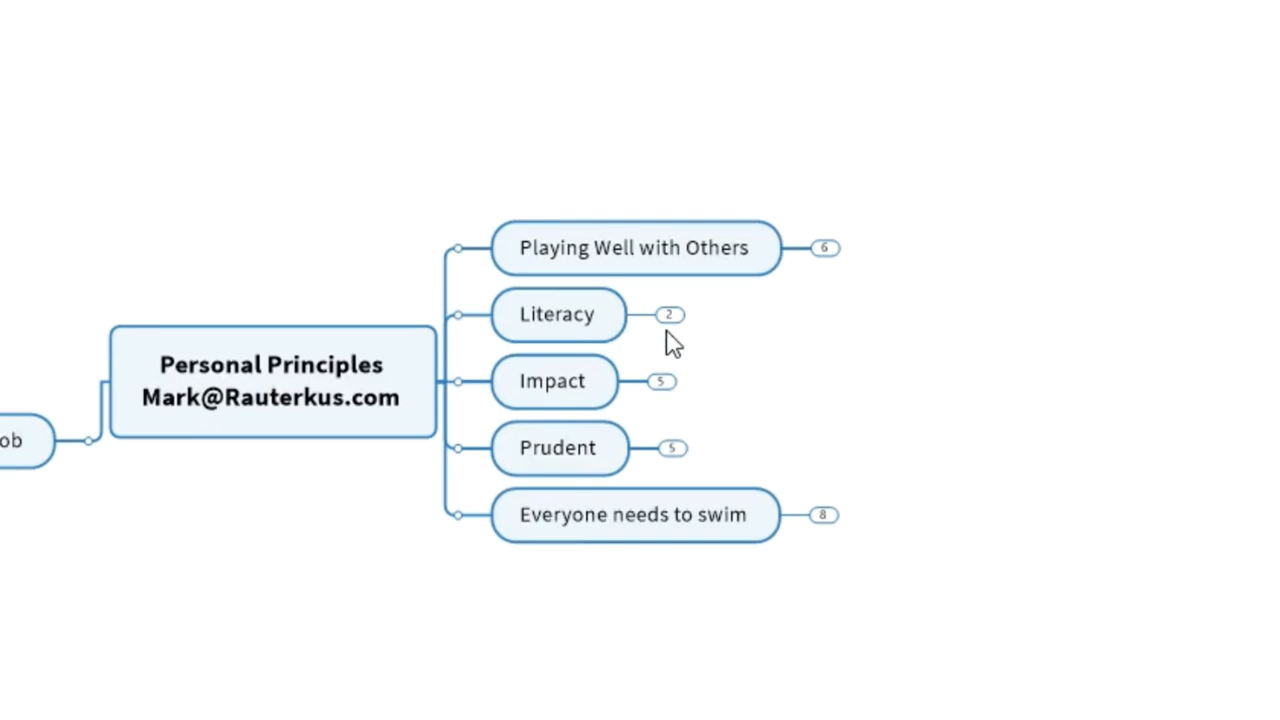 Playing Well with Others
6
Literacy
2
Personal Principles
Mark@Rauterkus.com
Impact
5
ob
Prudent
5
Everyone needs to swim
8